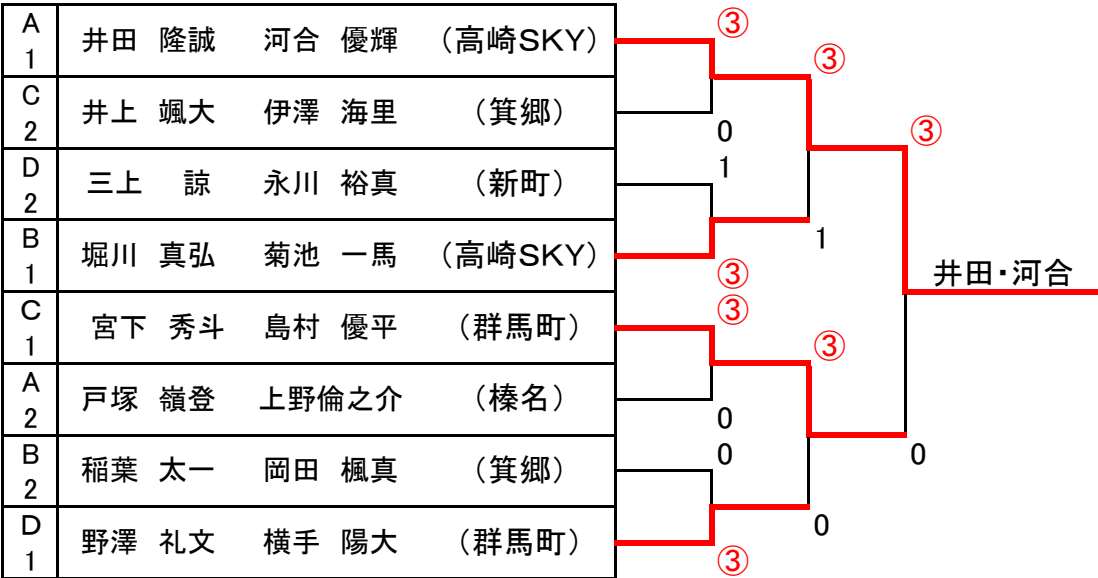 A 1 井田 隆誠 河合 優輝 (高崎SKY) ③
③
C 2 井上 颯大 伊澤 海里 (箕郷) 0
③
D 2 三上 諒 永川 裕真 (新町) 1
1
B 1 堀川 真弘 菊池 一馬 (高崎SKY) ③
井田・河合
C 1 宮下 秀斗 島村 優平 (群馬町) ③
③
A 2 戸塚 嶺登 上野倫之介 (榛名) 0
0
B 2 稲葉 太一 岡田 楓真 (箕郷) 0
0
D 1 野澤 礼文 横手 陽大 (群馬町) ③